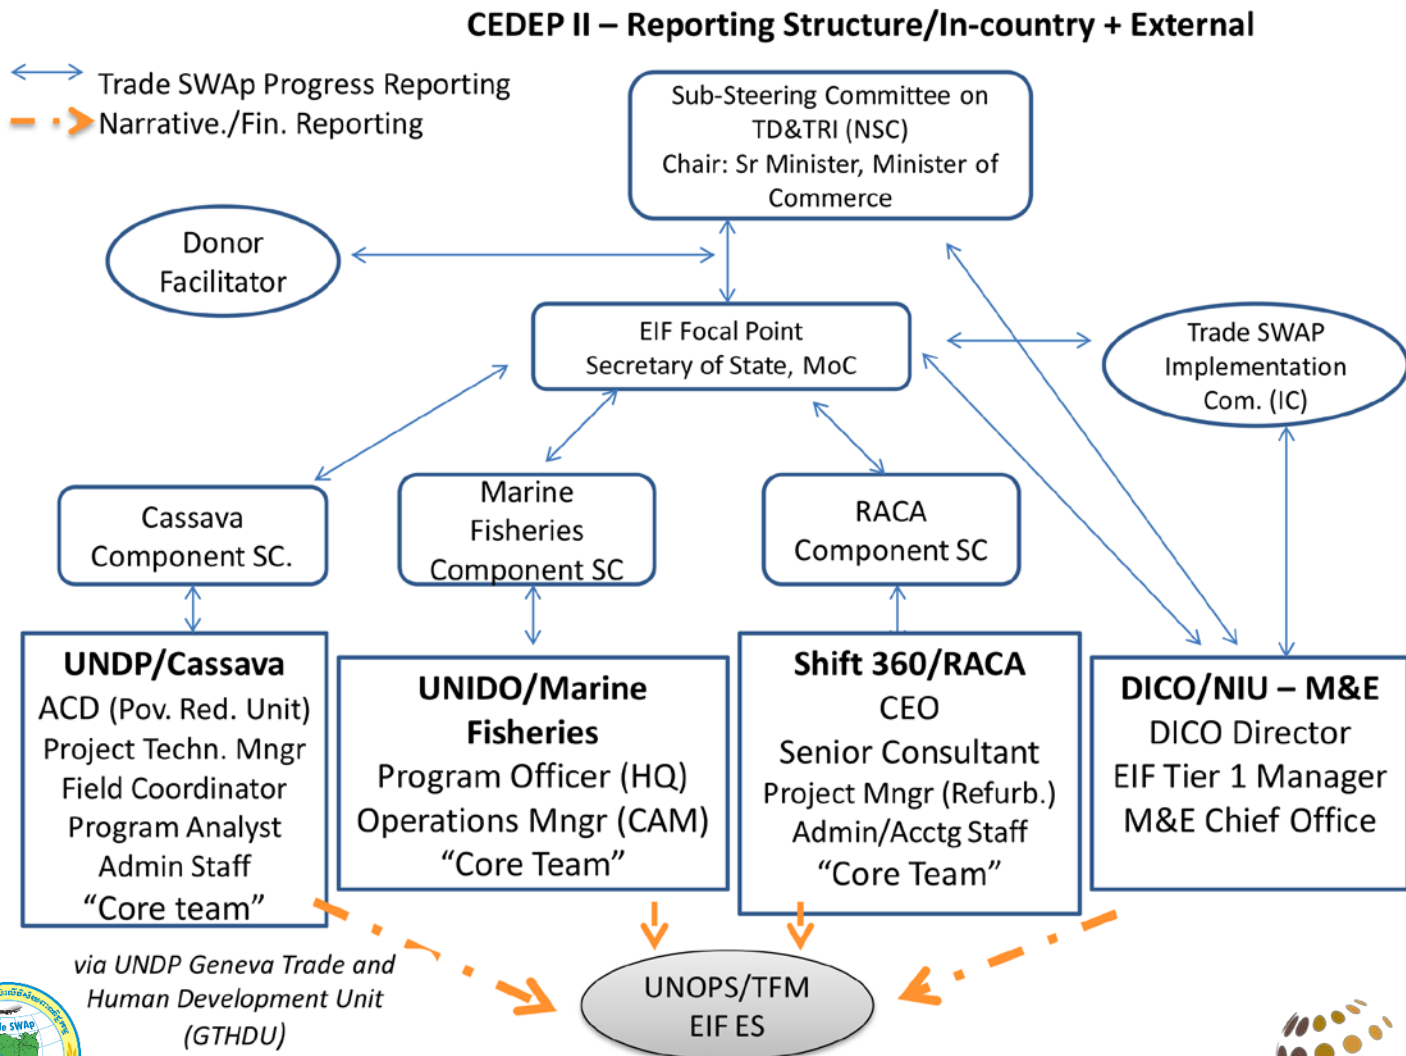 CEDEP II – Reporting Structure/In-country + External
Trade SWAp Progress Reporting
Narrative./Fin. Reporting
Sub-Steering Committee on
TD&TRI (NSC)
Chair: Sr Minister, Minister of
Commerce
Donor
Facilitator
EIF Focal Point
Secretary of State, MoC
Trade SWAP
Implementation
Com. (IC)
Cassava
Component SC.
Marine
Fisheries
Component SC
RACA
Component SC
UNDP/Cassava
ACD (Pov. Red. Unit)
Project Techn. Mngr
Field Coordinator
Program Analyst
Admin Staff
“Core team”
UNIDO/Marine
Fisheries
Program Officer (HQ)
Operations Mngr (CAM)
“Core Team”
Shift 360/RACA
CEO
Senior Consultant
Project Mngr (Refurb.)
Admin/Acctg Staff
“Core Team”
DICO/NIU – M&E
DICO Director
EIF Tier 1 Manager
M&E Chief Office
via UNDP Geneva Trade and
Human Development Unit
(GTHDU)
UNOPS/TFM
EIF ES
SWAp